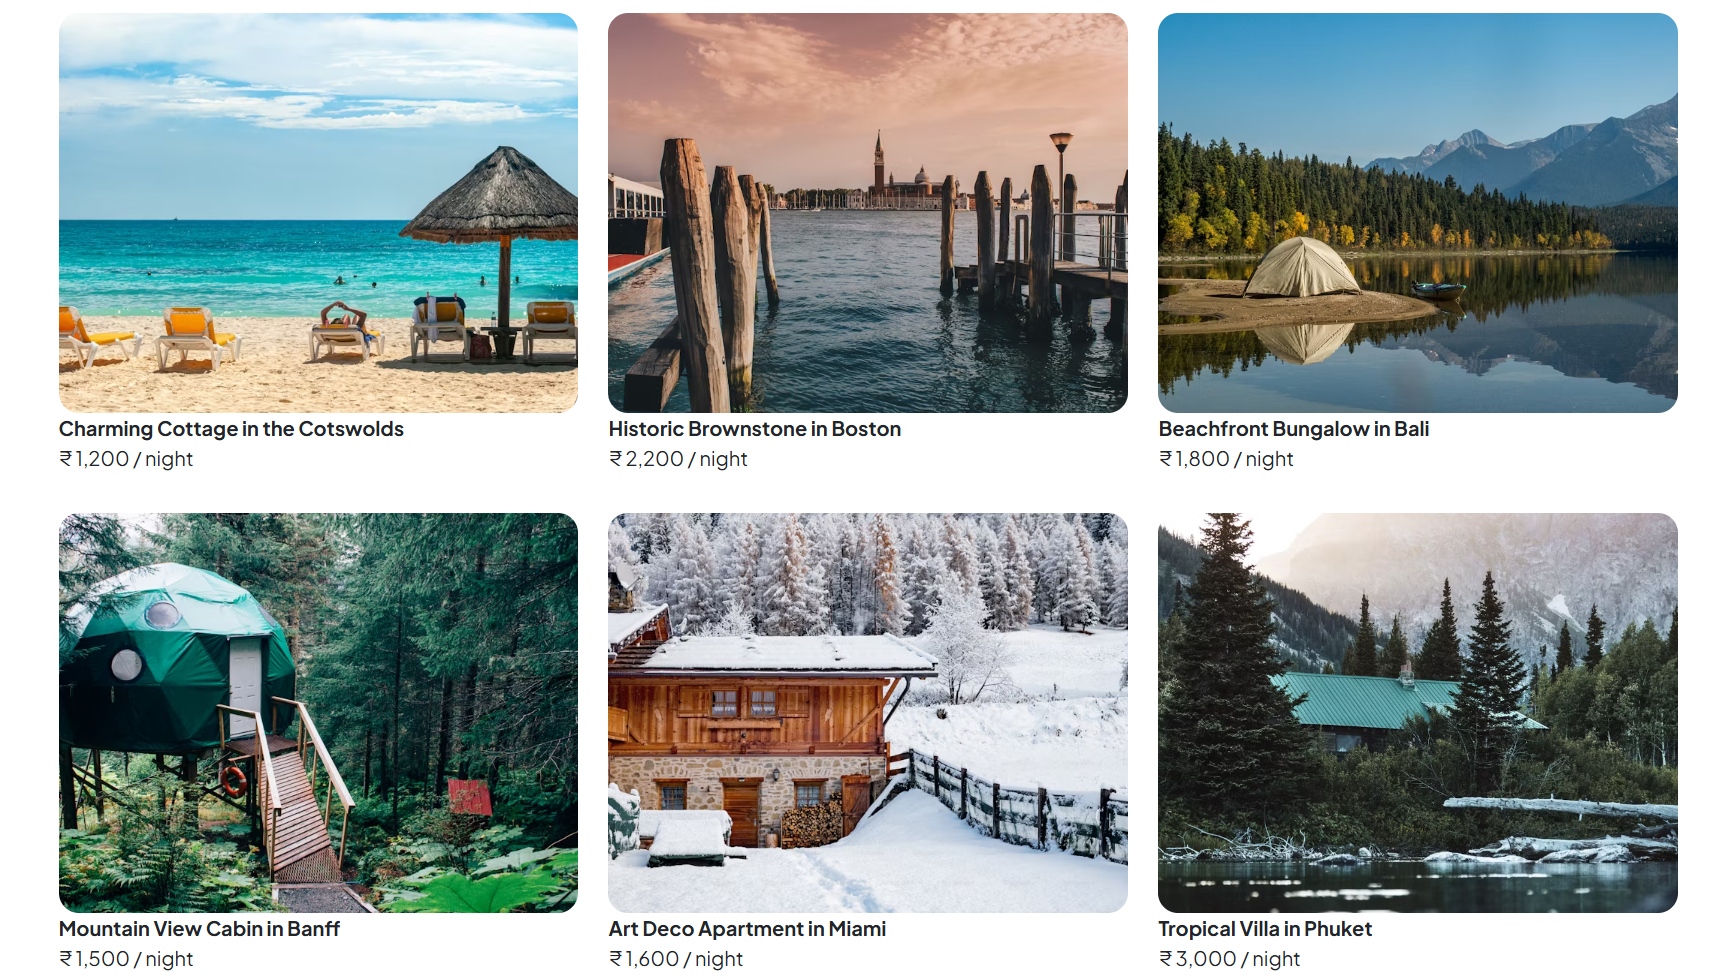 Charming Cottage in the Cotswolds
₹ 1,200 / night
Historic Brownstone in Boston
₹ 2,200 / night
Beachfront Bungalow in Bali
₹ 1,800 / night
Mountain View Cabin in Banff
₹ 1,500 / night
Art Deco Apartment in Miami
₹ 1,600 / night
Tropical Villa in Phuket
₹ 3,000 / night